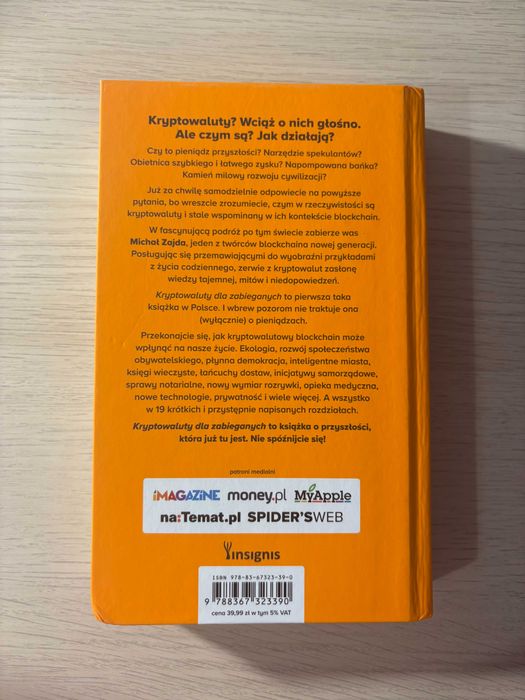 Kryptowaluty? Wciąż o nich głośno.
Ale czym są? Jak działają?
Czy to pieniądz przyszłości? Narzędzie spekulantów?
Obietnica szybkiego i łatwego zysku? Napompowana bańka?
Kamień milowy rozwoju cywilizacji?
Już za chwilę samodzielnie odpowiecie na powyższe
pytania, bo wreszcie zrozumiecie, czym w rzeczywistości są
kryptowaluty i stale wspominany w ich kontekście blockchain.
W fascynującą podróż po tym świecie zabierze was
Michał Zajda, jeden z twórców blockchaina nowej generacji.
Posługując się przemawiającymi do wyobraźni przykładami
z życia codziennego, zerwie z kryptowalut zasłonę
wiedzy tajemnej, mitów i niedopowiedzeń.
Kryptowaluty dla zabieganych to pierwsza taka
książka w Polsce. I wbrew pozorom nie traktuje ona
(wyłącznie) o pieniądzach.
Przekonajcie się, jak kryptowalutowy blockchain może
wpłynąć na nasze życie. Ekologia, rozwój społeczeństwa
obywatelskiego, płynna demokracja, inteligentne miasta,
księgi wieczyste, łańcuchy dostaw, inicjatywy samorządowe,
sprawy notarialne, nowy wymiar rozrywki, opieka medyczna,
nowe technologie, prywatność i wiele więcej. A wszystko
w 19 krótkich i przystępnie napisanych rozdziałach.
Kryptowaluty dla zabieganych to książka o przyszłości,
która już tu jest. Nie spóźnijcie się!
patroni medialni
iMAGAZINE money.pl MyApple
na:Temat.pl SPIDER'SWEB
insignis
ISBN 978-83-67323-39-0
9 788367 323390
cena 39,99 zł w tym 5% VAT